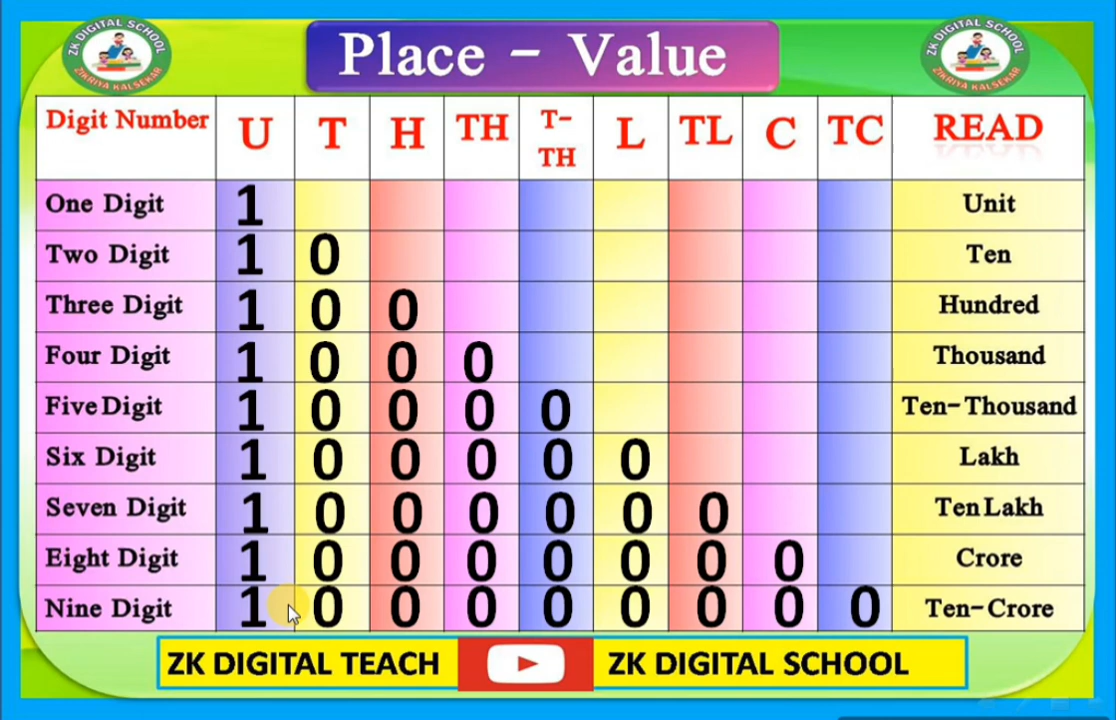 ZK DIGITAL SCHOOL
ZIKRIYA KALSEKAR
Place - Value
ZK DIGITAL SCHOOL
ZIKRIYA KALSEKAR
Digit Number U T H TH T-TH L TL C TC READ
One Digit 1 Unit
Two Digit 1 0 Ten
Three Digit 1 0 0 Hundred
Four Digit 1 0 0 0 Thousand
Five Digit 1 0 0 0 0 Ten-Thousand
Six Digit 1 0 0 0 0 0 Lakh
Seven Digit 1 0 0 0 0 0 0 Ten Lakh
Eight Digit 1 0 0 0 0 0 0 0 Crore
Nine Digit 1 0 0 0 0 0 0 0 0 Ten-Crore
ZK DIGITAL TEACH ZK DIGITAL SCHOOL